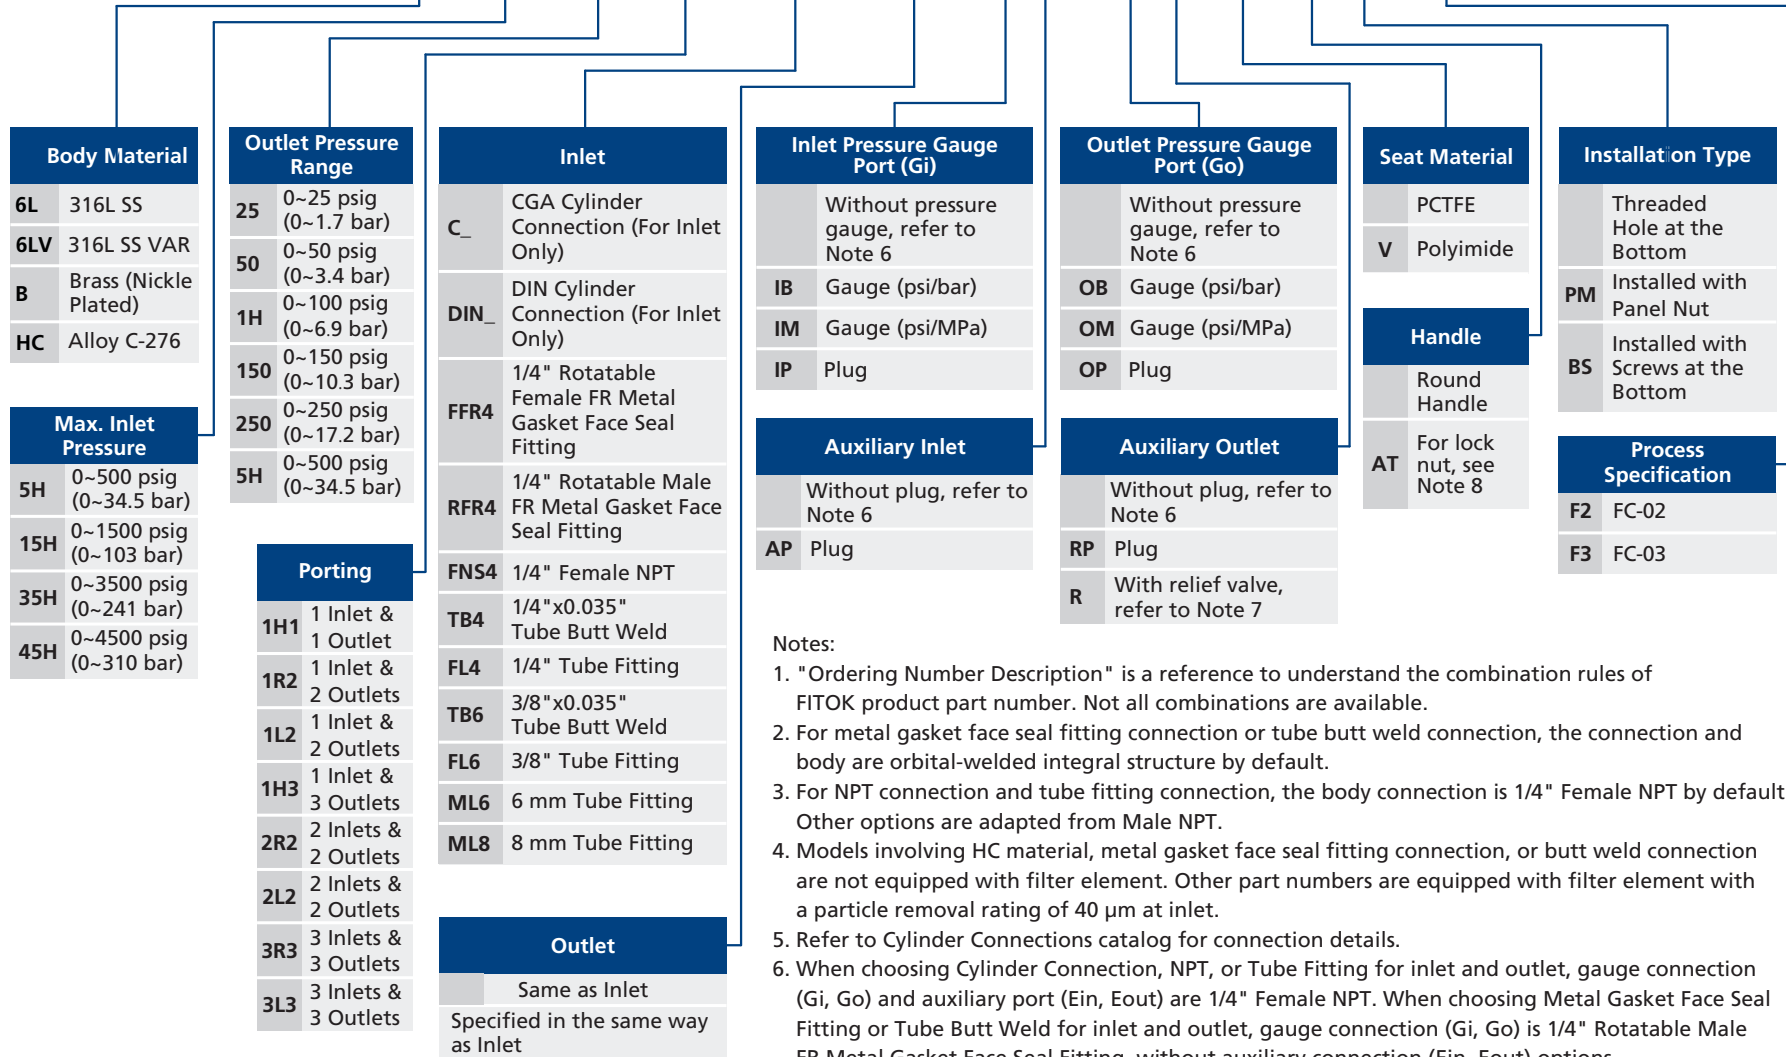 Body Material
6L 316L SS
6LV 316L SS VAR
B Brass (Nickle
Plated)
HC Alloy C-276
Max. Inlet
Pressure
5H 0~500 psig
(0~34.5 bar)
15H 0~1500 psig
(0~103 bar)
35H 0~3500 psig
(0~241 bar)
45H 0~4500 psig
(0~310 bar)
Outlet Pressure
Range
25 0~25 psig
(0~1.7 bar)
50 0~50 psig
(0~3.4 bar)
1H 0~100 psig
(0~6.9 bar)
150 0~150 psig
(0~10.3 bar)
250 0~250 psig
(0~17.2 bar)
5H 0~500 psig
(0~34.5 bar)
Porting
1H1 1 Inlet &
1 Outlet
1R2 1 Inlet &
2 Outlets
1L2 1 Inlet &
2 Outlets
1H3 1 Inlet &
3 Outlets
2R2 2 Inlets &
2 Outlets
2L2 2 Inlets &
2 Outlets
3R3 3 Inlets &
3 Outlets
3L3 3 Inlets &
3 Outlets
Inlet
C_ CGA Cylinder
Connection (For Inlet
Only)
DIN_ DIN Cylinder
Connection (For Inlet
Only)
FFR4 1/4" Rotatable
Female FR Metal
Gasket Face Seal
Fitting
RFR4 1/4" Rotatable Male
FR Metal Gasket Face
Seal Fitting
FNS4 1/4" Female NPT
TB4 1/4"x0.035"
Tube Butt Weld
FL4 1/4" Tube Fitting
TB6 3/8"x0.035"
Tube Butt Weld
FL6 3/8" Tube Fitting
ML6 6 mm Tube Fitting
ML8 8 mm Tube Fitting
Outlet
Same as Inlet
Specified in the same way
as Inlet
Inlet Pressure Gauge
Port (Gi)
Without pressure
gauge, refer to
Note 6
IB Gauge (psi/bar)
IM Gauge (psi/MPa)
IP Plug
Auxiliary Inlet
Without plug, refer to
Note 6
AP Plug
Outlet Pressure Gauge
Port (Go)
Without pressure
gauge, refer to
Note 6
OB Gauge (psi/bar)
OM Gauge (psi/MPa)
OP Plug
Auxiliary Outlet
Without plug, refer to
Note 6
RP Plug
R With relief valve,
refer to Note 7
Seat Material
PCTFE
V Polyimide
Handle
Round
Handle
AT For lock
nut, see
Note 8
Installation Type
Threaded
Hole at the
Bottom
PM Installed with
Panel Nut
BS Installed with
Screws at the
Bottom
Process
Specification
F2 FC-02
F3 FC-03
Notes:
1. "Ordering Number Description" is a reference to understand the combination rules of
FITOK product part number. Not all combinations are available.
2. For metal gasket face seal fitting connection or tube butt weld connection, the connection and
body are orbital-welded integral structure by default.
3. For NPT connection and tube fitting connection, the body connection is 1/4" Female NPT by default
Other options are adapted from Male NPT.
4. Models involving HC material, metal gasket face seal fitting connection, or butt weld connection
are not equipped with filter element. Other part numbers are equipped with filter element with
a particle removal rating of 40 μm at inlet.
5. Refer to Cylinder Connections catalog for connection details.
6. When choosing Cylinder Connection, NPT, or Tube Fitting for inlet and outlet, gauge connection
(Gi, Go) and auxiliary port (Ein, Eout) are 1/4" Female NPT. When choosing Metal Gasket Face Seal
Fitting or Tube Butt Weld for inlet and outlet, gauge connection (Gi, Go) is 1/4" Rotatable Male
FR Metal Gasket Face Seal Fitting, without auxiliary connection (Ein, Eout) options.